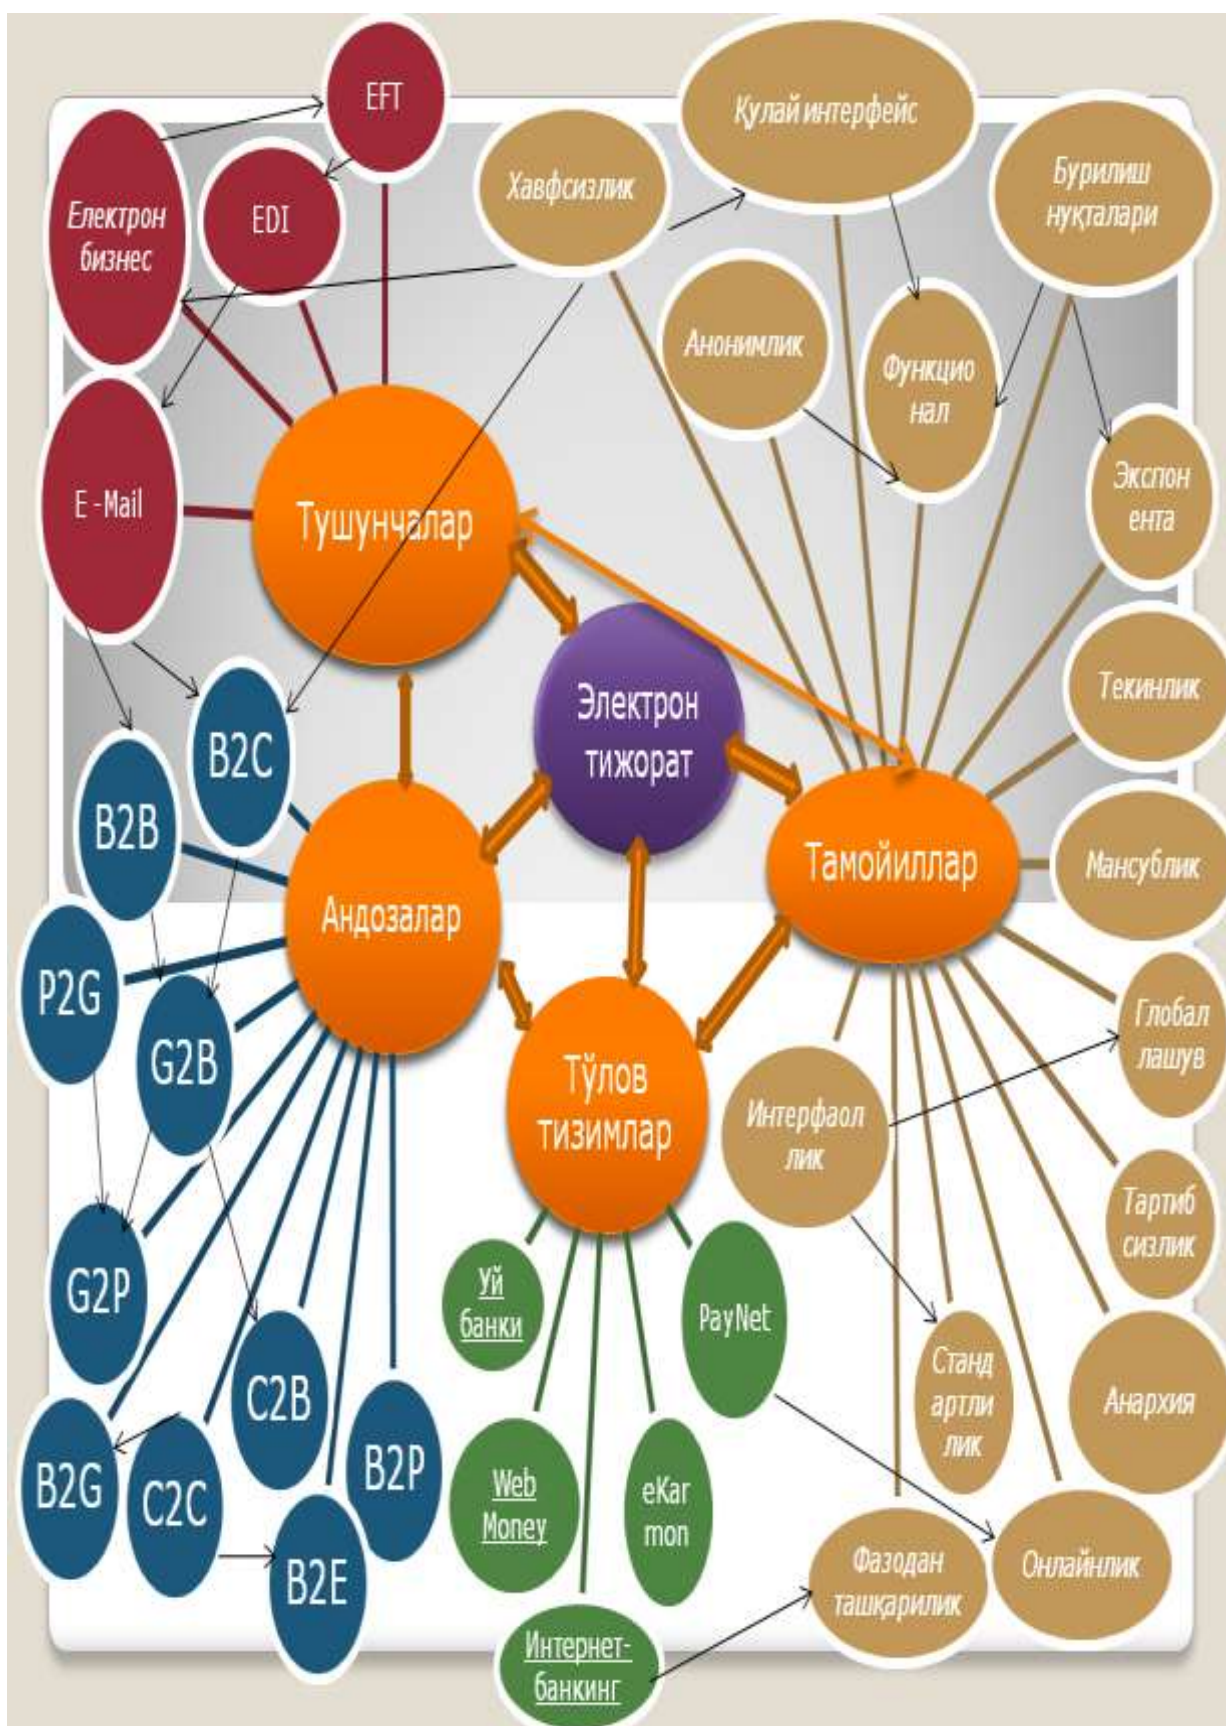 EFT
Қулай интерфейс
Хавфсизлик
Бурилиш
нуқталари
Електрон
бизнес
EDI
Анонимлик
Функцио
нал
E -Mail
Тушунчалар
Экспон
ента
Электрон
тижорат
Текинлик
B2C
B2B
Андозалар
Тамойиллар
Мансублик
P2G
G2B
Тўлов
тизимлар
Интерфаол
лик
Глобал
лашув
Тартиб
сизлик
G2P
Уй
банки
PayNet
C2B
Станд
артли
лик
Анархия
B2G
C2C
B2P
Web
Money
eKar
mon
B2E
Фазодан
ташқарилик
Онлайнлик
Интернет-
банкинг